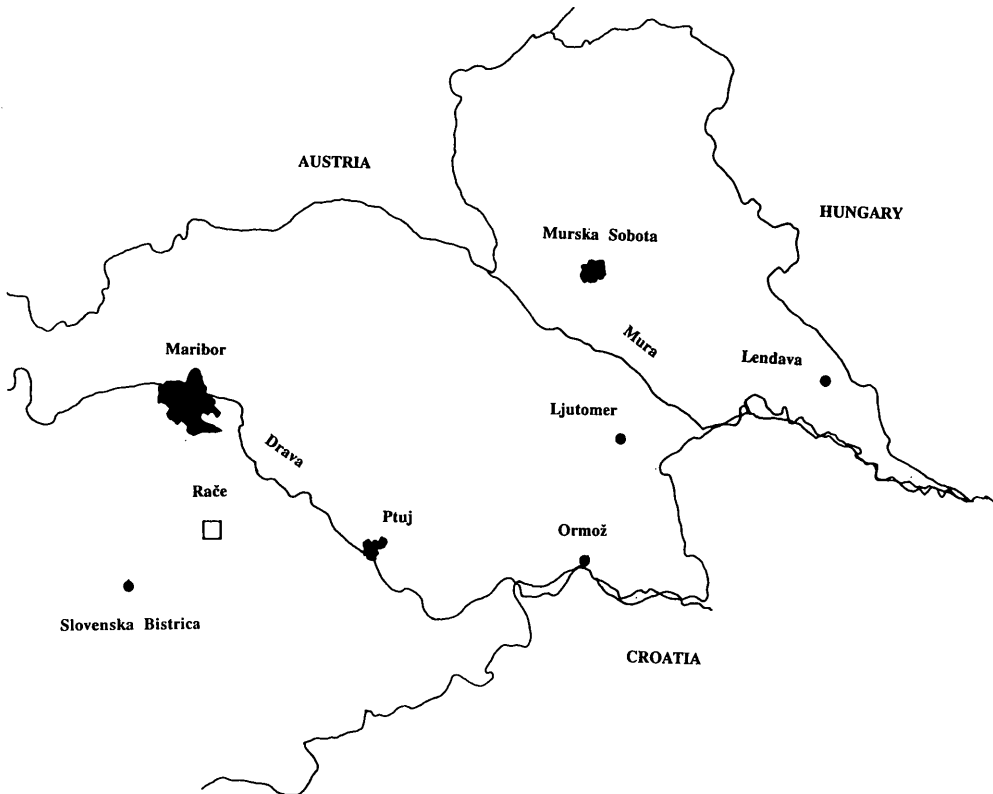 AUSTRIA
HUNGARY
Murska Sobota
Mura
Maribor
Lendava
Ljutomer
Drava
Rače
Ptuj
Ormož
Slovenska Bistrica
CROATIA